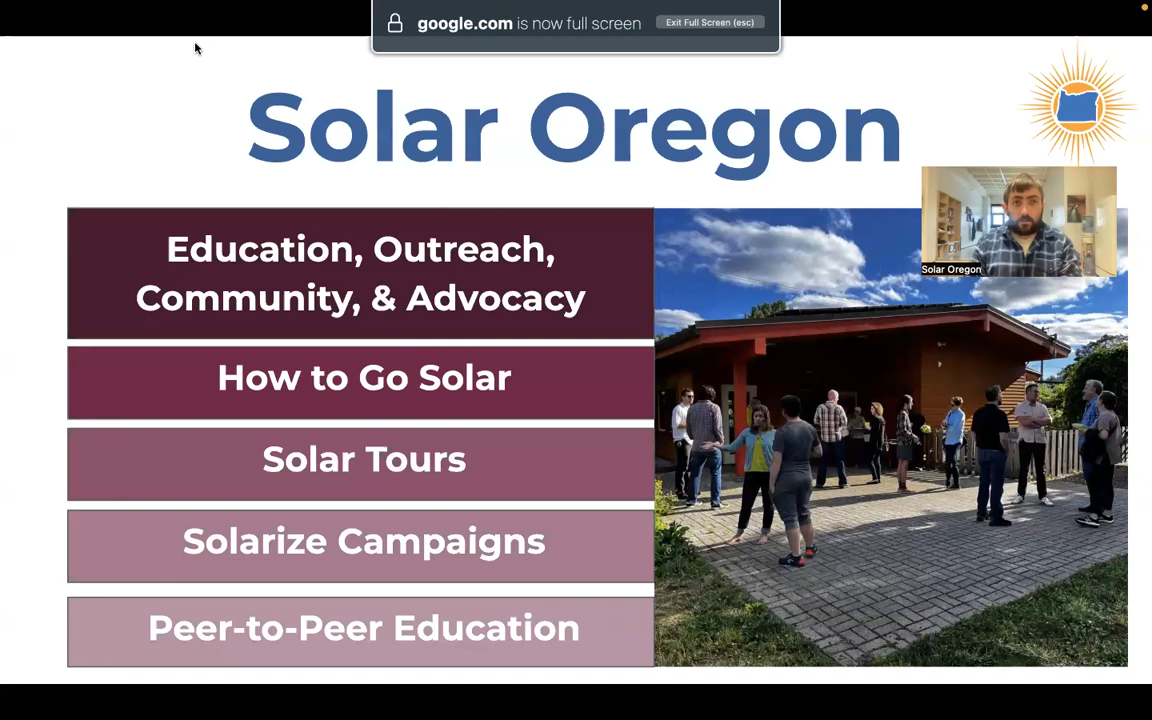 google.com is now full screen
Exit Full Screen (esc)
Solar Oregon
Education, Outreach,
Community, & Advocacy
How to Go Solar
Solar Tours
Solarize Campaigns
Peer-to-Peer Education
Solar Oregon